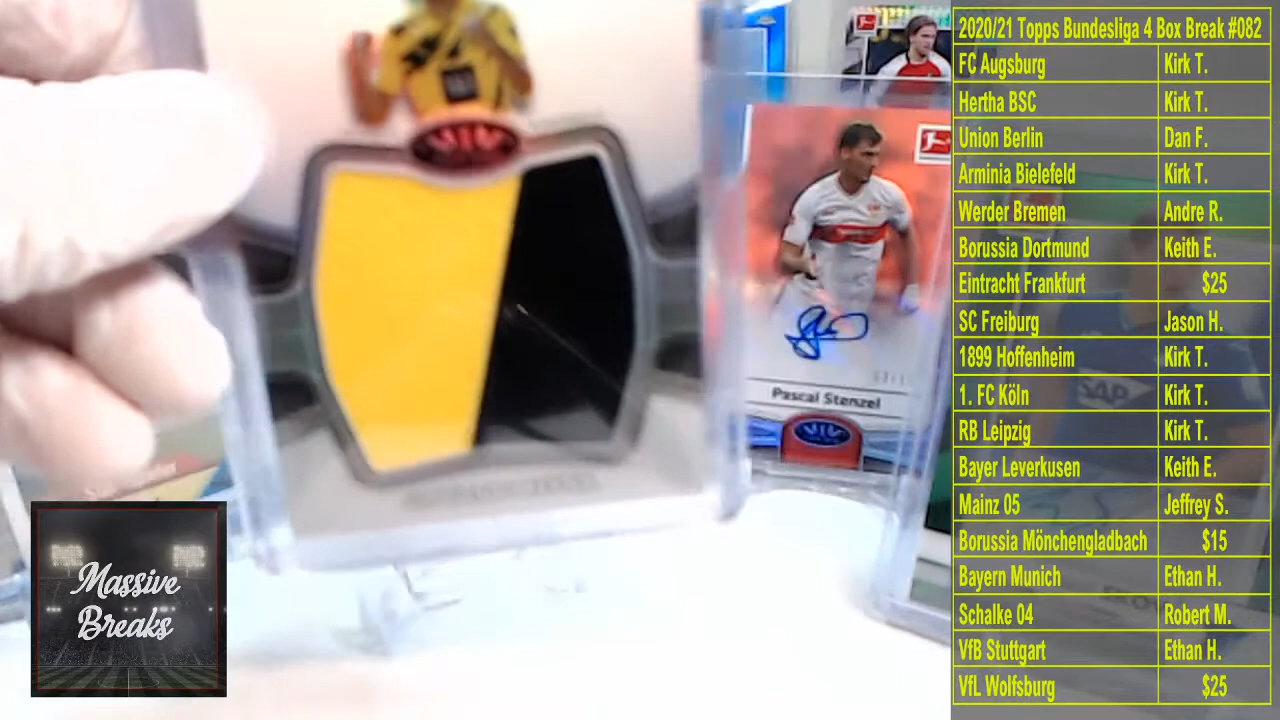 2020/21 Topps Bundesliga 4 Box Break #082
FC Augsburg Kirk T.
Hertha BSC Kirk T.
Union Berlin Dan F.
Arminia Bielefeld Kirk T.
Werder Bremen Andre R.
Borussia Dortmund Keith E.
Eintracht Frankfurt $25
SC Freiburg Jason H.
1899 Hoffenheim Kirk T.
1. FC Köln Kirk T.
RB Leipzig Kirk T.
Bayer Leverkusen Keith E.
Mainz 05 Jeffrey S.
Borussia Mönchengladbach $15
Bayern Munich Ethan H.
Schalke 04 Robert M.
VfB Stuttgart Ethan H.
VfL Wolfsburg $25
Pascal Stenzel
SAP
Massive
Breaks